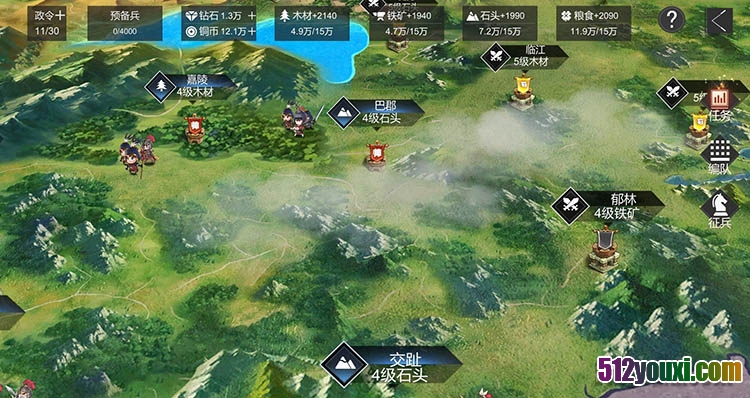 政令+
11/30
预备兵
0/4000
钻石 1.3万 +
铜币 12.1万 +
木材+2140
4.9万/15万
铁矿+1940
4.7万/15万
石头+1990
7.2万/15万
粮食+2090
11.9万/15万
?
临江
5级木材
嘉陵
4级木材
巴郡
4级石头
任务
编队
郁林
4级铁矿
征兵
交趾
4级石头
512youxi.com